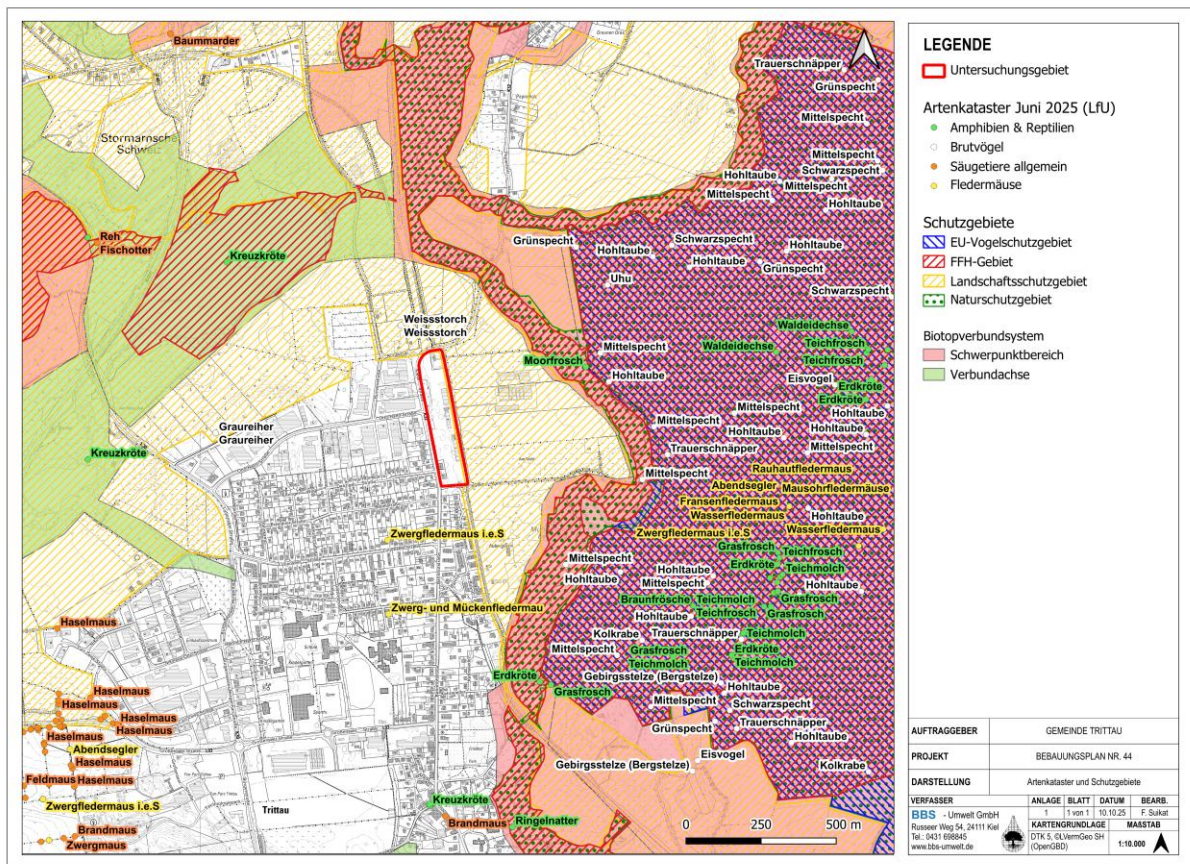 Baummarder
Stormarnsche
Schweiz
Reh
Fischotter
Kreuzkröte
Kreuzkröte
Weissstorch
Weissstorch
Graureiher
Graureiher
Moorfrosch
Trauerschnäpper
Grünspecht
Mittelspecht
Mittelspecht
Hohltaube
Schwarzspecht
Mittelspecht
Mittelspecht
Hohltaube
Grünspecht
Hohltaube
Schwarzspecht
Hohltaube
Uhu
Hohltaube
Grünspecht
Schwarzspecht
Waldeidechse
Waldeidechse
Teichfrosch
Teichfrosch
Mittelspecht
Hohltaube
Eisvogel
Erdkröte
Erdkröte
Mittelspecht
Hohltaube
Mittelspecht
Hohltaube
Hohltaube
Trauerschnäpper
Mittelspecht
Mittelspecht
Rauhautfledermaus
Abendsegler
Mausohrfledermäuse
Fransenfledermaus
Wasserfledermaus
Hohltaube
Zwergfledermaus i.e.S
Zwergfledermaus i.e.S
Wasserfledermaus
Grasfrosch
Teichfrosch
Mittelspecht
Erdkröte
Hohltaube
Teichmolch
Hohltaube
Mittelspecht
Hohltaube
Braunfrösche
Teichmolch
Grasfrosch
Zwerg- und Mückenfledermau
Teichfrosch
Grasfrosch
Hohltaube
Kolkrabe
Trauerschnäpper
Teichmolch
Mittelspecht
Grasfrosch
Erdkröte
Teichmolch
Teichmolch
Erdkröte
Gebirgsstelze (Bergstelze)
Grasfrosch
Hohltaube
Mittelspecht
Schwarzspecht
Trauerschnäpper
Grünspecht
Hohltaube
Eisvogel
Gebirgsstelze (Bergstelze)
Kolkrabe
Haselmaus
Haselmaus
Haselmaus
Haselmaus
Haselmaus
Haselmaus
Abendsegler
Haselmaus
Feldmaus
Haselmaus
Zwergfledermaus i.e.S
Brandmaus
Zwergmaus
Trittau
Kreuzkröte
Brandmaus
Ringelnatter
0 250 500 m
LEGENDE
Untersuchungsgebiet
Artenkataster Juni 2025 (LfU)
Amphibien & Reptilien
Brutvögel
Säugetiere allgemein
Fledermäuse
Schutzgebiete
EU-Vogelschutzgebiet
FFH-Gebiet
Landschaftsschutzgebiet
Naturschutzgebiet
Biotopverbundsystem
Schwerpunktbereich
Verbundachse
AUFTRAGGEBER GEMEINDE TRITTAU
PROJEKT BEBAUUNGSPLAN NR. 44
DARSTELLUNG Artenkataster und Schutzgebiete
VERFASSER
BBS - Umwelt GmbH
Russeer Weg 54, 24111 Kiel
Tel.: 0431 698845
www.bbs-umwelt.de
ANLAGE BLATT DATUM BEARB.
1 1 von 1 10.10.25 F. Suikat
KARTENGRUNDLAGE MASSTAB
DTK 5, ©LVermGeo SH
(OpenGBD)
1:10.000